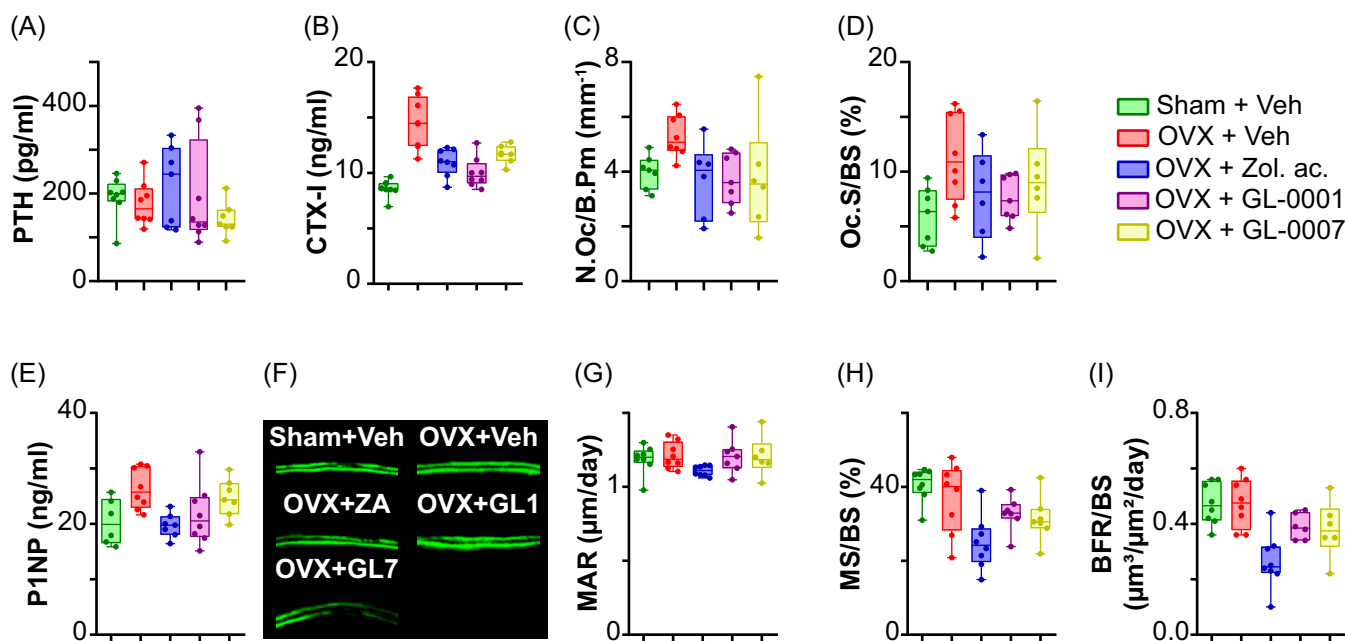 (A)
PTH (pg/ml)
400
200
0
(B)
CTX-I (ng/ml)
20
10
0
(C)
N.Oc/B.Pm (mm⁻¹)
8
4
0
(D)
Oc.S/BS (%)
20
10
0
Sham + Veh
OVX + Veh
OVX + Zol. ac.
OVX + GL-0001
OVX + GL-0007
(E)
P1NP (ng/ml)
40
20
0
(F)
Sham+Veh OVX+Veh
OVX+ZA OVX+GL1
OVX+GL7
(G)
MAR (μm/day)
1
0
(H)
MS/BS (%)
40
0
(I)
BFR/BS
(μm³/μm²/day)
0.8
0.4
0.0